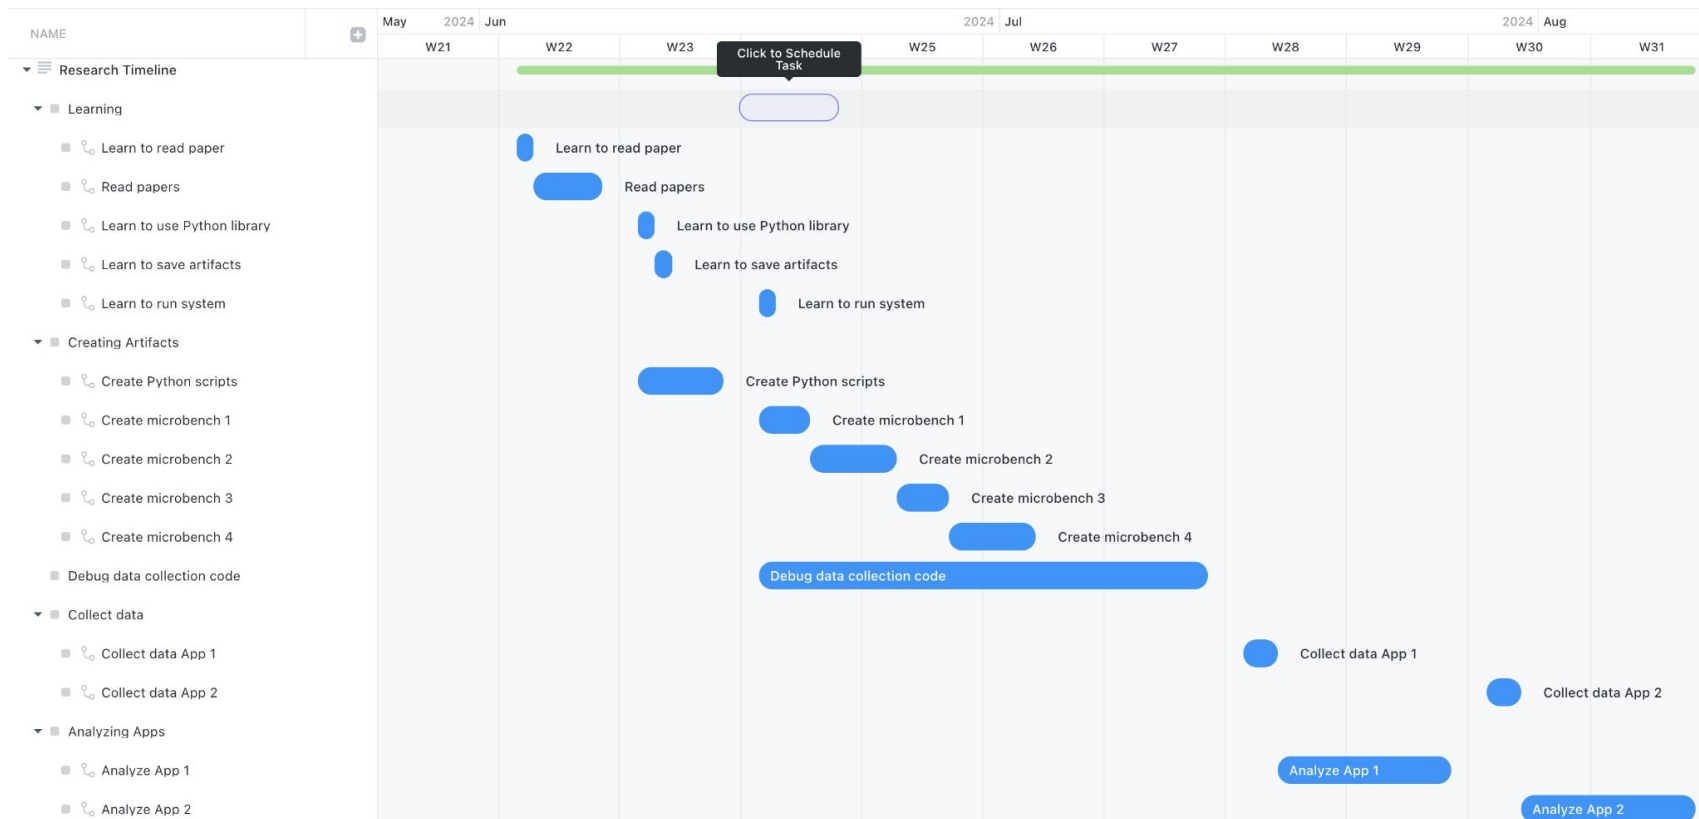 NAME
May 2024 Jun 2024 Jul 2024 Aug
W21 W22 W23 W25 W26 W27 W28 W29 W30 W31
Click to Schedule
Task
Research Timeline
Learning
Learn to read paper Learn to read paper
Read papers Read papers
Learn to use Python library Learn to use Python library
Learn to save artifacts Learn to save artifacts
Learn to run system Learn to run system
Creating Artifacts
Create Python scripts Create Python scripts
Create microbench 1 Create microbench 1
Create microbench 2 Create microbench 2
Create microbench 3 Create microbench 3
Create microbench 4 Create microbench 4
Debug data collection code Debug data collection code
Collect data
Collect data App 1 Collect data App 1
Collect data App 2 Collect data App 2
Analyzing Apps
Analyze App 1 Analyze App 1
Analyze App 2 Analyze App 2